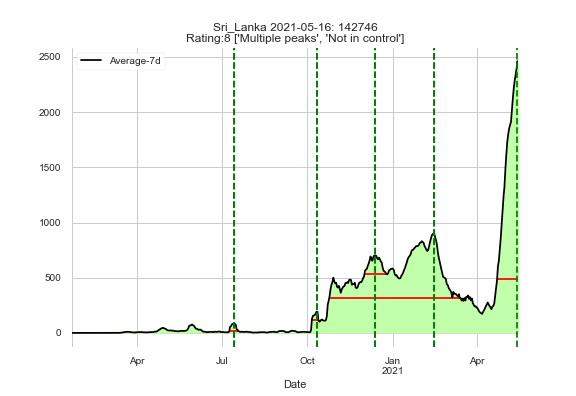 Sri_Lanka 2021-05-16: 142746
Rating:8 ['Multiple peaks', 'Not in control']
Average-7d
2500
2000
1500
1000
500
0
Apr Jul Oct Jan Apr
2021
Date